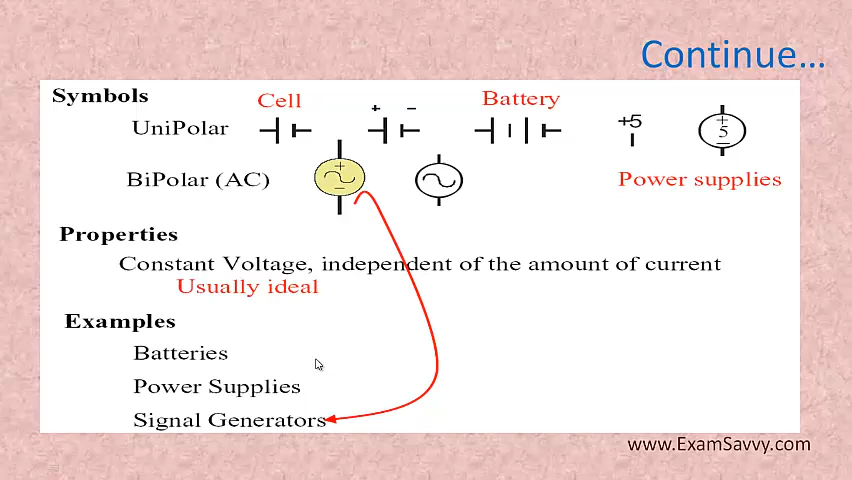 Continue...
Symbols
Cell
+ −
Battery
UniPolar
+5
+
5
−
BiPolar (AC)
+
−
Power supplies
Properties
Constant Voltage, independent of the amount of current
Usually ideal
Examples
Batteries
Power Supplies
Signal Generators
www.ExamSavvy.com